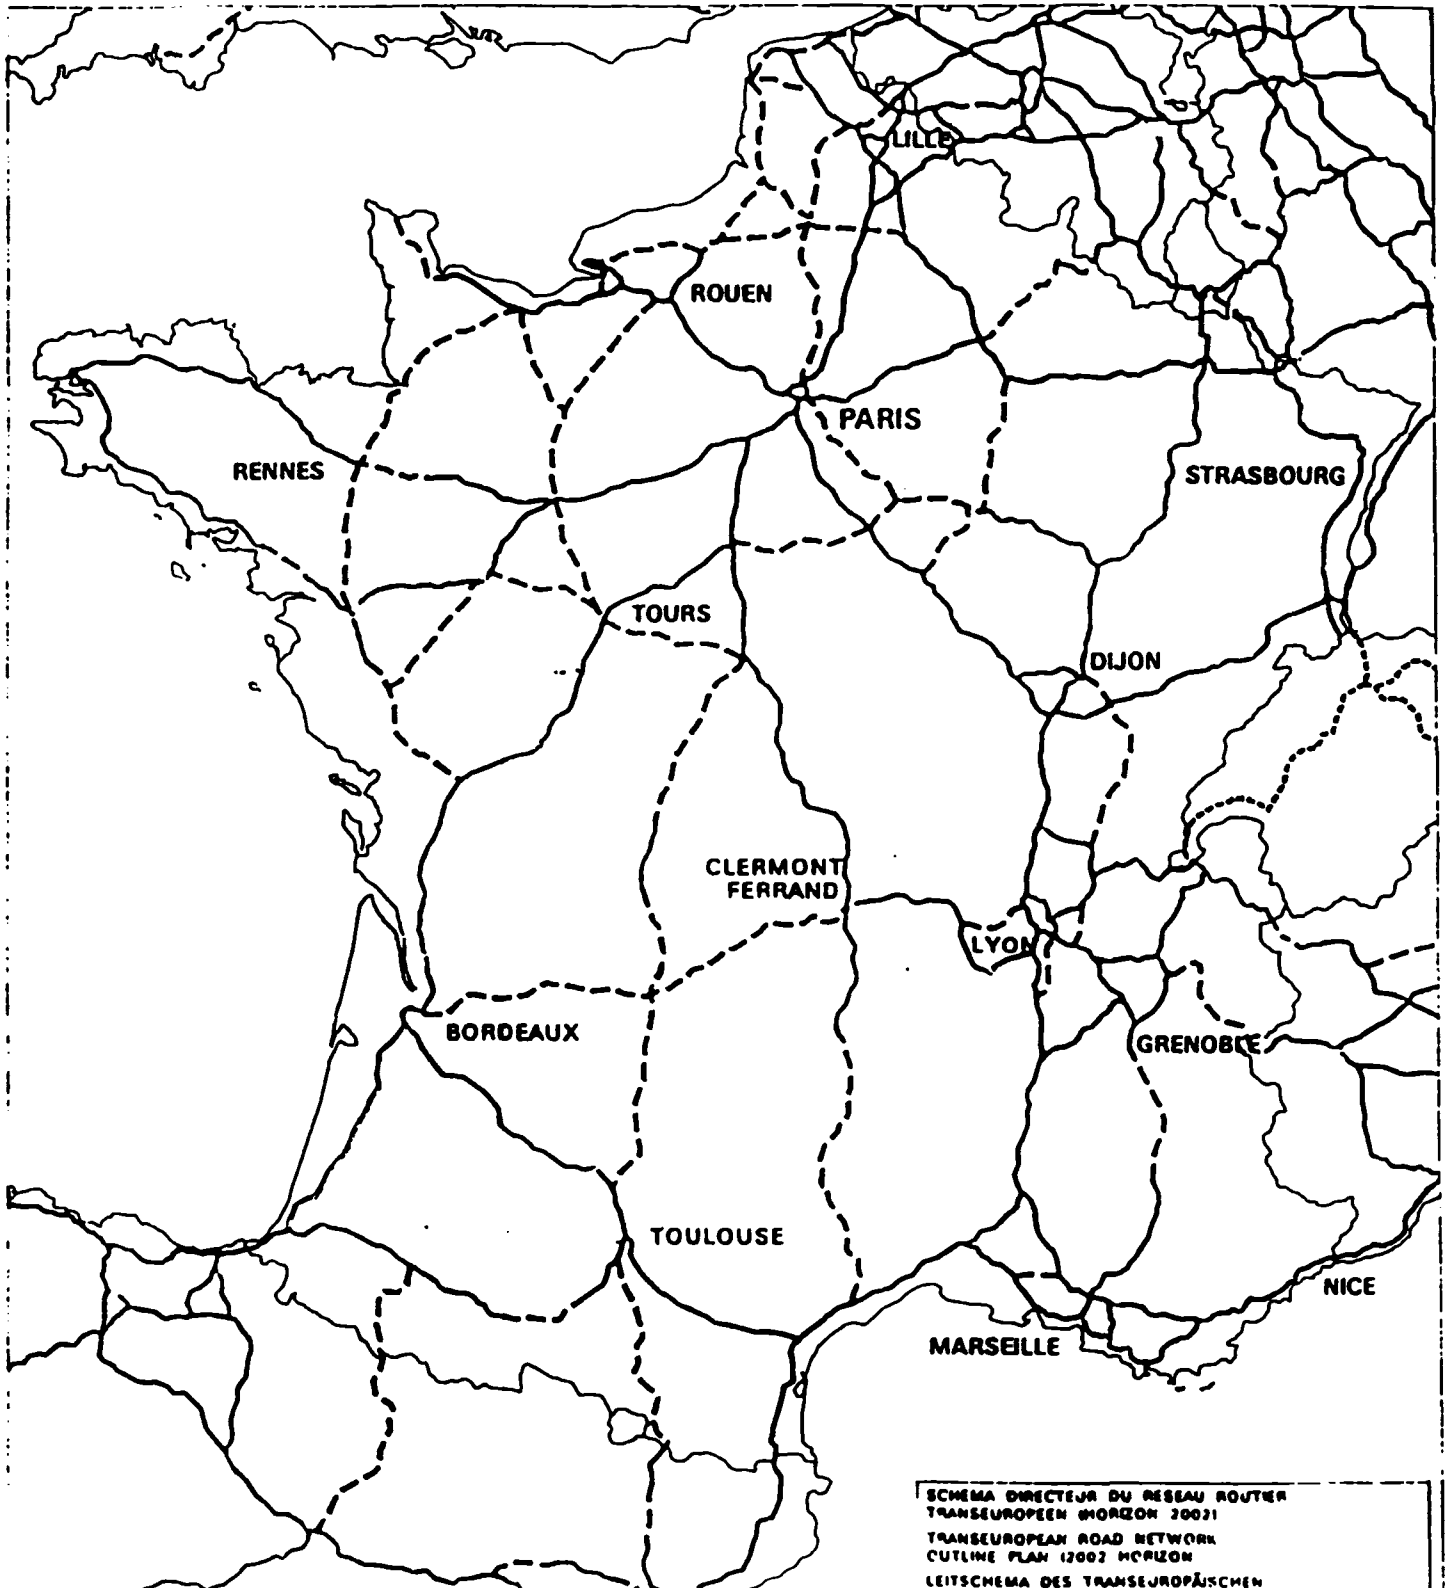 LILLE
ROUEN
PARIS
RENNES
STRASBOURG
TOURS
DIJON
CLERMONT
FERRAND
LYON
BORDEAUX
GRENOBLE
TOULOUSE
NICE
MARSEILLE
SCHEMA DIRECTEUR DU RESEAU ROUTIER
TRANSEUROPEEN (HORIZON 2002)
TRANSEUROPEAN ROAD NETWORK
OUTLINE PLAN (2002 HORIZON
LEITSCHEMA DES TRANSEUROPÄISCHEN